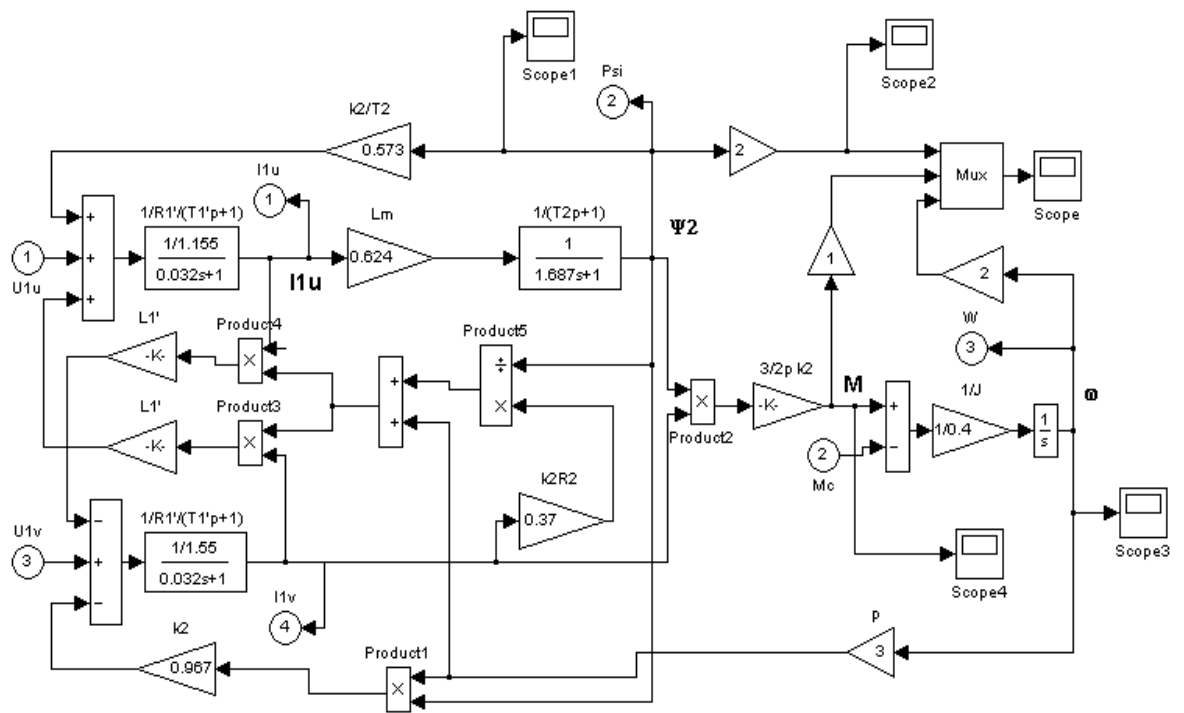 Scope1
Psi
2
Scope2
k2/T2
0.573
2
Mux
Scope
I1u
1
1/R1'/(T1'p+1)
Lm
1/(T2p+1)
Ψ2
+
1
U1u
+
+
1/1.155
0.032s+1
I1u
0.624
1
1.687s+1
1
2
W
3
L1'
-K-
Product4
×
Product5
÷
×
+
+
3/2p k2
-K-
M
1/J
ω
L1'
-K-
Product3
×
×
Product2
+
−
1/0.4
1
s
2
Mc
k2R2
0.37
U1v
3
−
+
−
1/R1'/(T1'p+1)
1/1.55
0.032s+1
Scope3
Scope4
I1v
4
k2
0.967
Product1
×
p
3